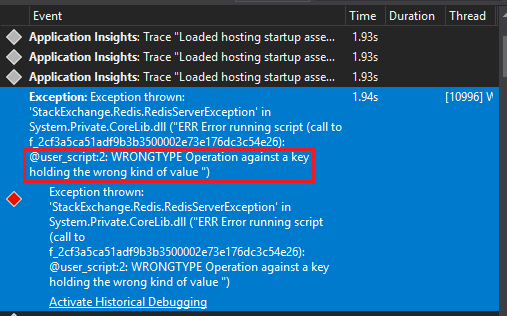 Event Time Duration Thread
Application Insights: Trace "Loaded hosting startup asse... 1.93s
Application Insights: Trace "Loaded hosting startup asse... 1.93s
Application Insights: Trace "Loaded hosting startup asse... 1.93s
Exception: Exception thrown: 1.94s [10996] W
'StackExchange.Redis.RedisServerException' in
System.Private.CoreLib.dll ("ERR Error running script (call to
f_2cf3a5ca51adf9b3b3500002e73e176dc3c54e26):
@user_script:2: WRONGTYPE Operation against a key
holding the wrong kind of value ")
Exception thrown:
'StackExchange.Redis.RedisServerException' in
System.Private.CoreLib.dll ("ERR Error running script
(call to
f_2cf3a5ca51adf9b3b3500002e73e176dc3c54e26):
@user_script:2: WRONGTYPE Operation against a key
holding the wrong kind of value ")
Activate Historical Debugging